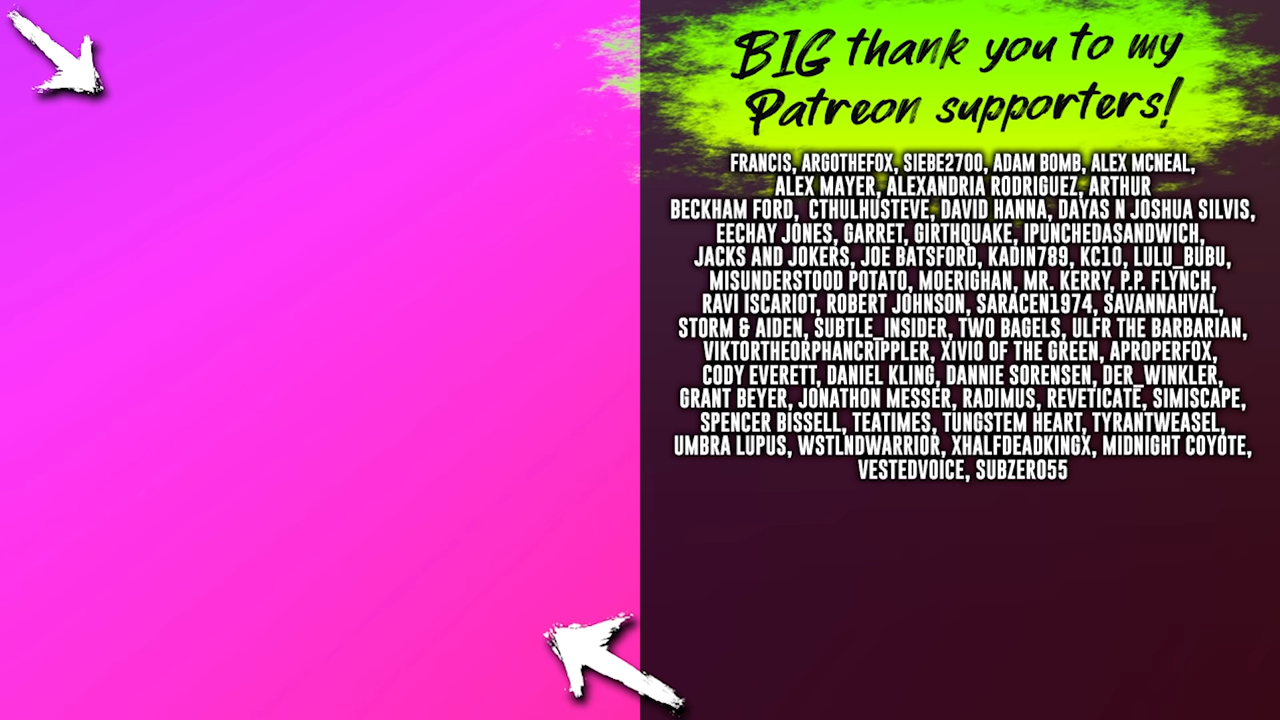 BIG thank you to my
Patreon supporters!
FRANCIS, ARGOTHEFOX, SIEBE2700, ADAM BOMB, ALEX MCNEAL,
ALEX MAYER, ALEXANDRIA RODRIGUEZ, ARTHUR
BECKHAM FORD, CTHULHUSTEVE, DAVID HANNA, DAYAS N JOSHUA SILVIS,
EECHAY JONES, GARRET, GIRTHQUAKE, IPUNCHEDASANDWICH,
JACKS AND JOKERS, JOE BATSFORD, KADIN789, KC10, LULU_BUBU,
MISUNDERSTOOD POTATO, MOERIGHAN, MR. KERRY, P.P. FLYNCH,
RAVI ISCARIOT, ROBERT JOHNSON, SARACEN1974, SAVANNAHVAL,
STORM & AIDEN, SUBTLE_INSIDER, TWO BAGELS, ULFR THE BARBARIAN,
VIKTORTHEORPHANCRIPPLER, XIVIO OF THE GREEN, APROPERFOX,
CODY EVERETT, DANIEL KLING, DANNIE SORENSEN, DER_WINKLER,
GRANT BEYER, JONATHON MESSER, RADIMUS, REVETICATE, SIMISCAPE,
SPENCER BISSELL, TEATIMES, TUNGSTEM HEART, TYRANTWEASEL,
UMBRA LUPUS, WSTLNDWARRIOR, XHALFDEADKINGX, MIDNIGHT COYOTE,
VESTEDVOICE, SUBZERO55